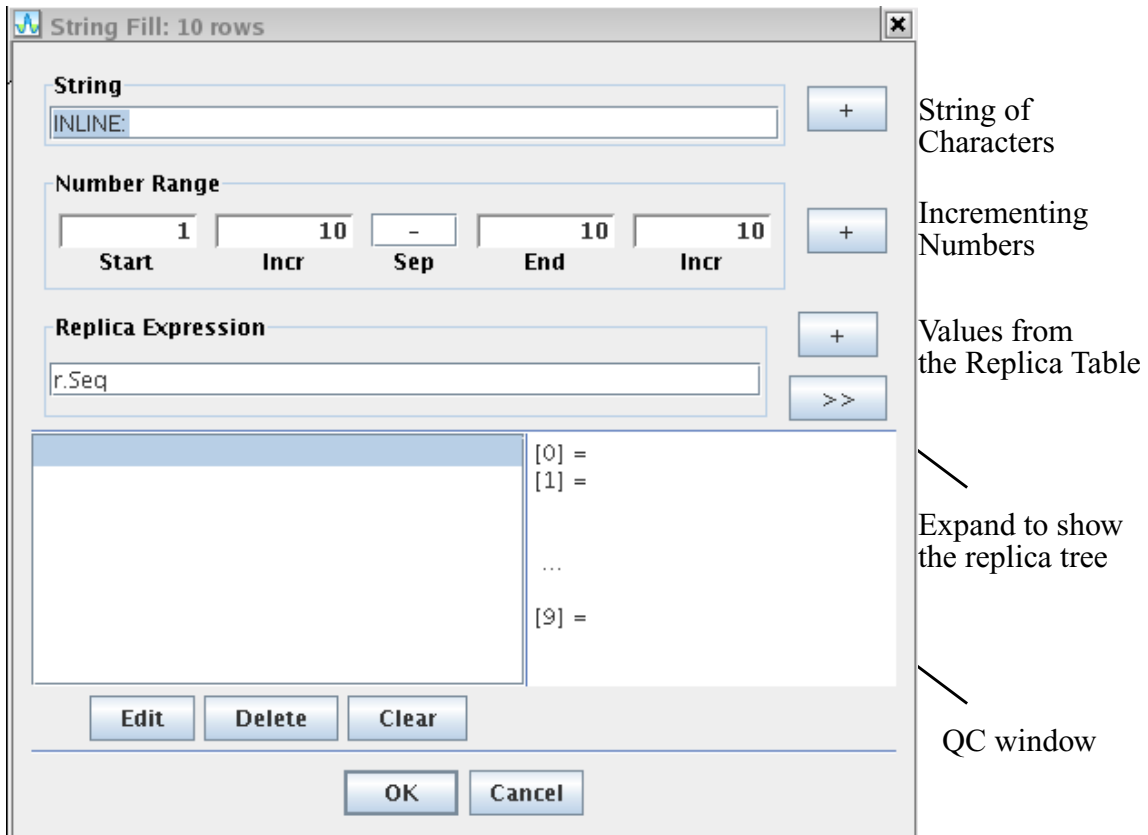 String Fill: 10 rows
String
INLINE:
+
String of
Characters
Number Range
1 10 - 10 10
Start Incr Sep End Incr
+
Incrementing
Numbers
Replica Expression
r.Seq
+
>>
Values from
the Replica Table
[0] =
[1] =
...
[9] =
Expand to show
the replica tree
Edit Delete Clear
QC window
OK Cancel